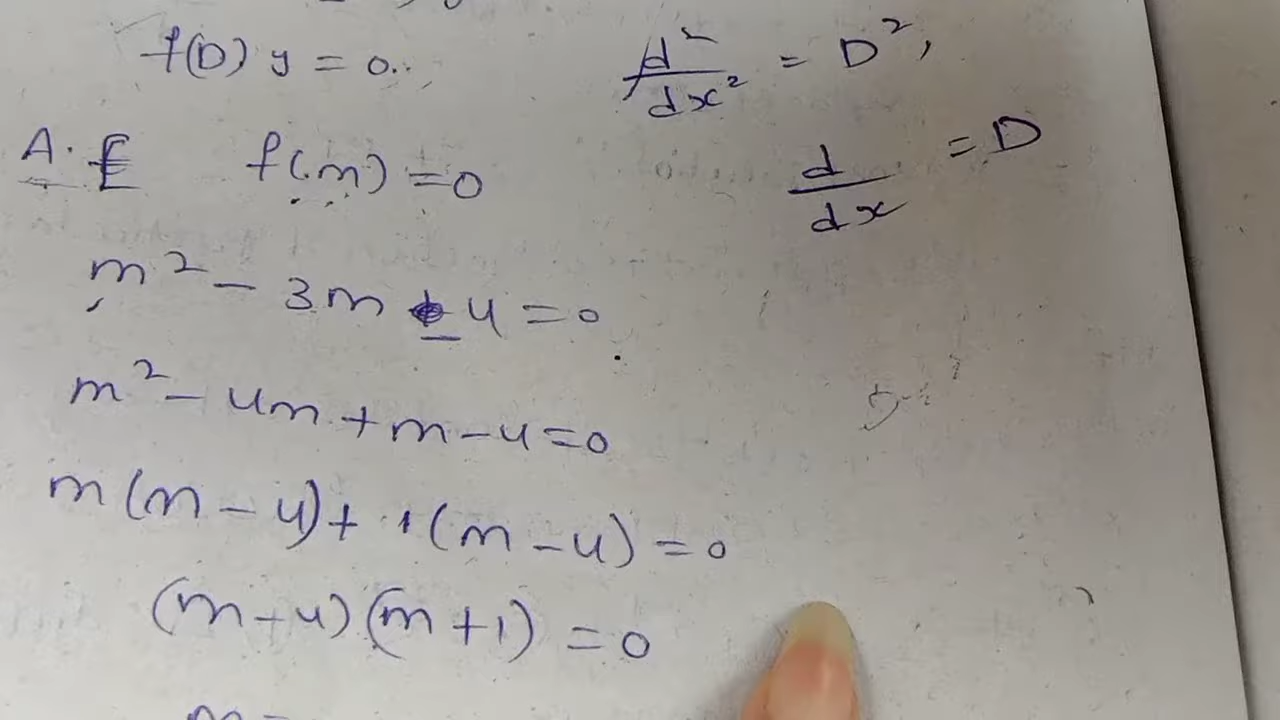 f(D) y = 0.
d²/dx² = D²,
d/dx = D
A. E f(m) = 0
m² - 3m - 4 = 0
m² - 4m + m - 4 = 0
m(m - 4) + 1(m - 4) = 0
(m - 4)(m + 1) = 0